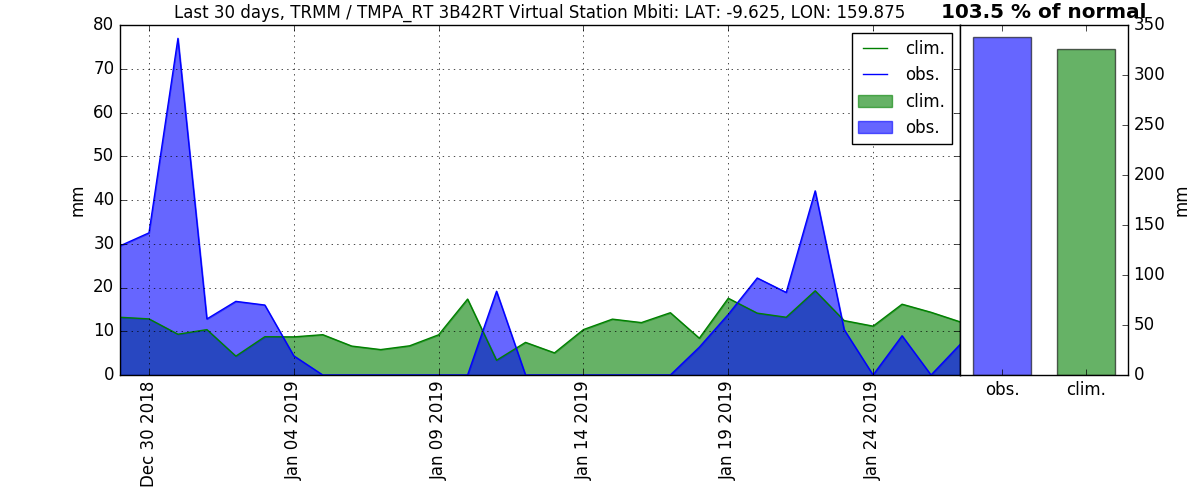 Last 30 days, TRMM / TMPA_RT 3B42RT Virtual Station Mbiti: LAT: -9.625, LON: 159.875
103.5 % of normal
80
70
60
50
40
30
20
10
0
mm
clim.
obs.
clim.
obs.
350
300
250
200
150
100
50
0
mm
Dec 30 2018
Jan 04 2019
Jan 09 2019
Jan 14 2019
Jan 19 2019
Jan 24 2019
obs.
clim.